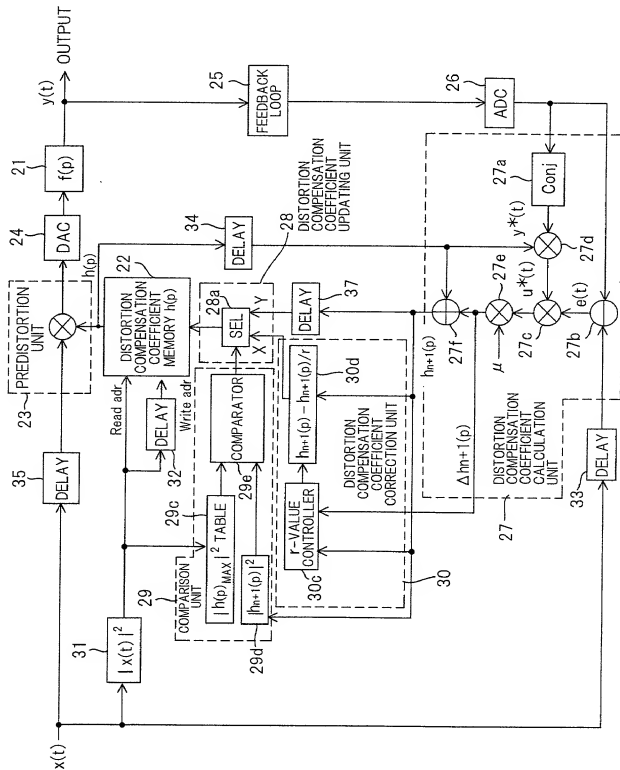 x(t)
35
DELAY
PREDISTORTION
UNIT
23
24
DAC
21
f(p)
y(t)
OUTPUT
h(p)
31
|x(t)|²
Read adr
DELAY
32
Write adr
22
DISTORTION
COMPENSATION
COEFFICIENT
MEMORY h(p)
34
DELAY
25
FEEDBACK
LOOP
29
COMPARISON
UNIT
29c
|h(p)MAX|² TABLE
COMPARATOR
29e
|hn+1(p)|²
29d
28a
SEL
X
Y
28
DISTORTION
COMPENSATION
COEFFICIENT
UPDATING UNIT
DELAY
37
26
ADC
r-VALUE
CONTROLLER
30c
hn+1(p)-hn+1(p)/r
30d
DISTORTION
COMPENSATION
COEFFICIENT
CORRECTION UNIT
30
hn+1(p)
27f
Δhn+1(p)
μ
27e
27c
u*(t)
27d
y*(t)
Conj
27a
e(t)
27b
DISTORTION
COMPENSATION
COEFFICIENT
CALCULATION
UNIT
27
33
DELAY